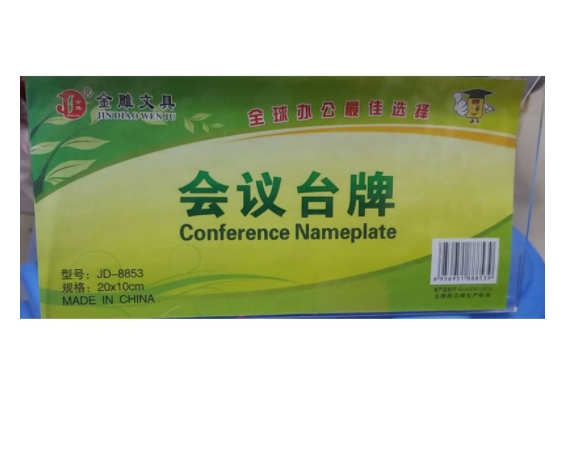 金雕文具
JIN DIAO WEN JU
全球办公最佳选择
会议台牌
Conference Nameplate
型号：JD-8853
规格：20x10cm
MADE IN CHINA